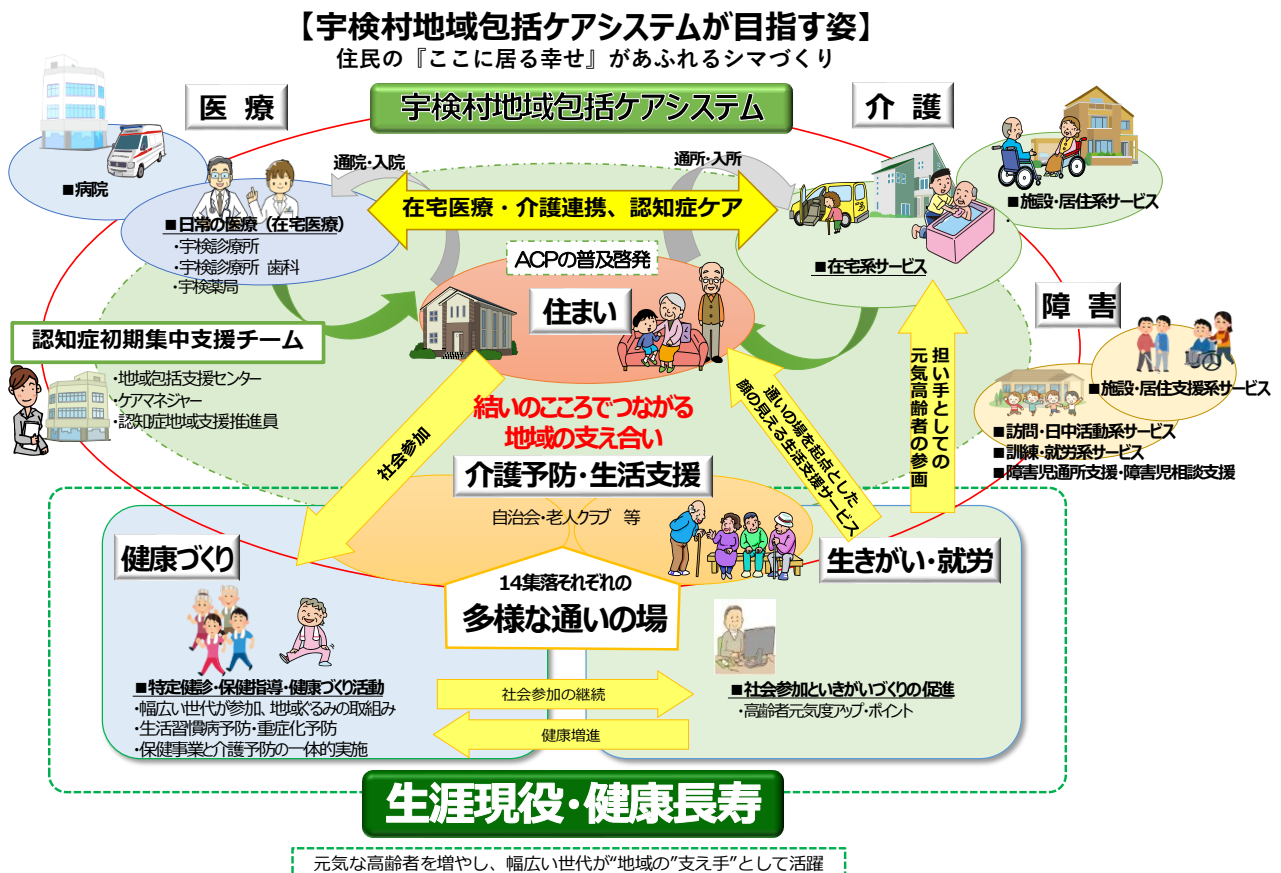 【宇検村地域包括ケアシステムが目指す姿】
住民の『ここに居る幸せ』があふれるシマづくり
宇検村地域包括ケアシステム
医 療
介 護
■病院
通院・入院
通所・入所
■施設・居住系サービス
在宅医療・介護連携、認知症ケア
■日常の医療（在宅医療）
・宇検診療所
・宇検診療所 歯科
・宇検薬局
■在宅系サービス
ACPの普及啓発
住まい
障 害
認知症初期集中支援チーム
・地域包括支援センター
・ケアマネジャー
・認知症地域支援推進員
■施設・居住支援系サービス
■訪問・日中活動系サービス
■訓練・就労系サービス
■障害児通所支援・障害児相談支援
担い手としての
元気高齢者の参画
通いの場を起点とした、
顔の見える生活支援サービス
社会参加
結いのこころでつながる
地域の支え合い
介護予防・生活支援
自治会・老人クラブ 等
健康づくり
生きがい・就労
14集落それぞれの
多様な通いの場
■特定健診・保健指導・健康づくり活動
・幅広い世代が参加、地域ぐるみの取組み
・生活習慣病予防・重症化予防
・保健事業と介護予防の一体的実施
社会参加の継続
健康増進
■社会参加といきがいづくりの促進
・高齢者元気度アップ・ポイント
生涯現役・健康長寿
元気な高齢者を増やし、幅広い世代が“地域の”支え手”として活躍